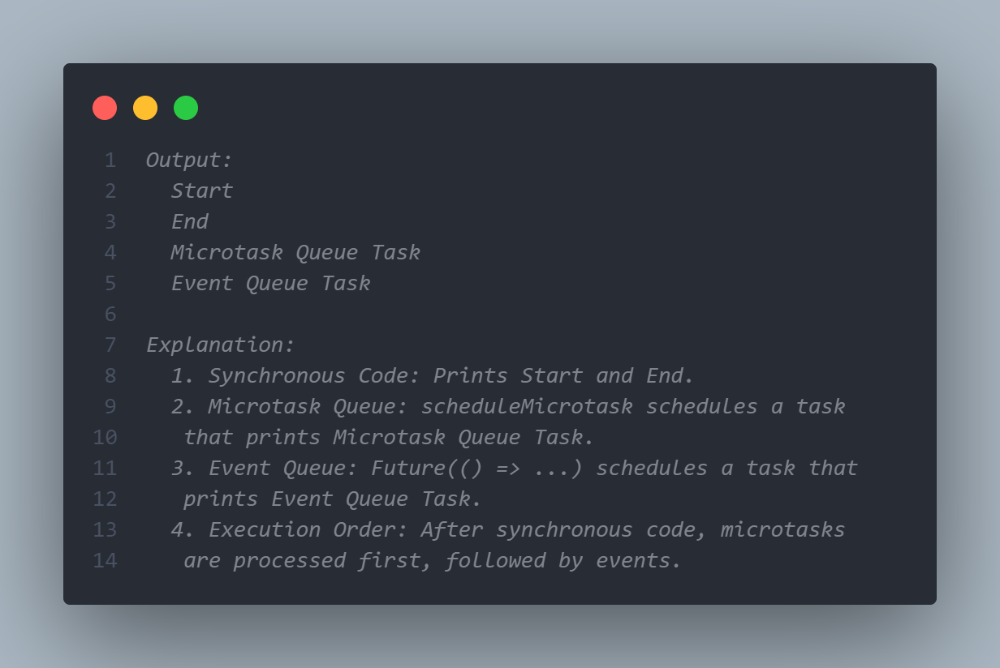 1 Output:
2 Start
3 End
4 Microtask Queue Task
5 Event Queue Task
6
7 Explanation:
8 1. Synchronous Code: Prints Start and End.
9 2. Microtask Queue: scheduleMicrotask schedules a task
10 that prints Microtask Queue Task.
11 3. Event Queue: Future(() => ...) schedules a task that
12 prints Event Queue Task.
13 4. Execution Order: After synchronous code, microtasks
14 are processed first, followed by events.